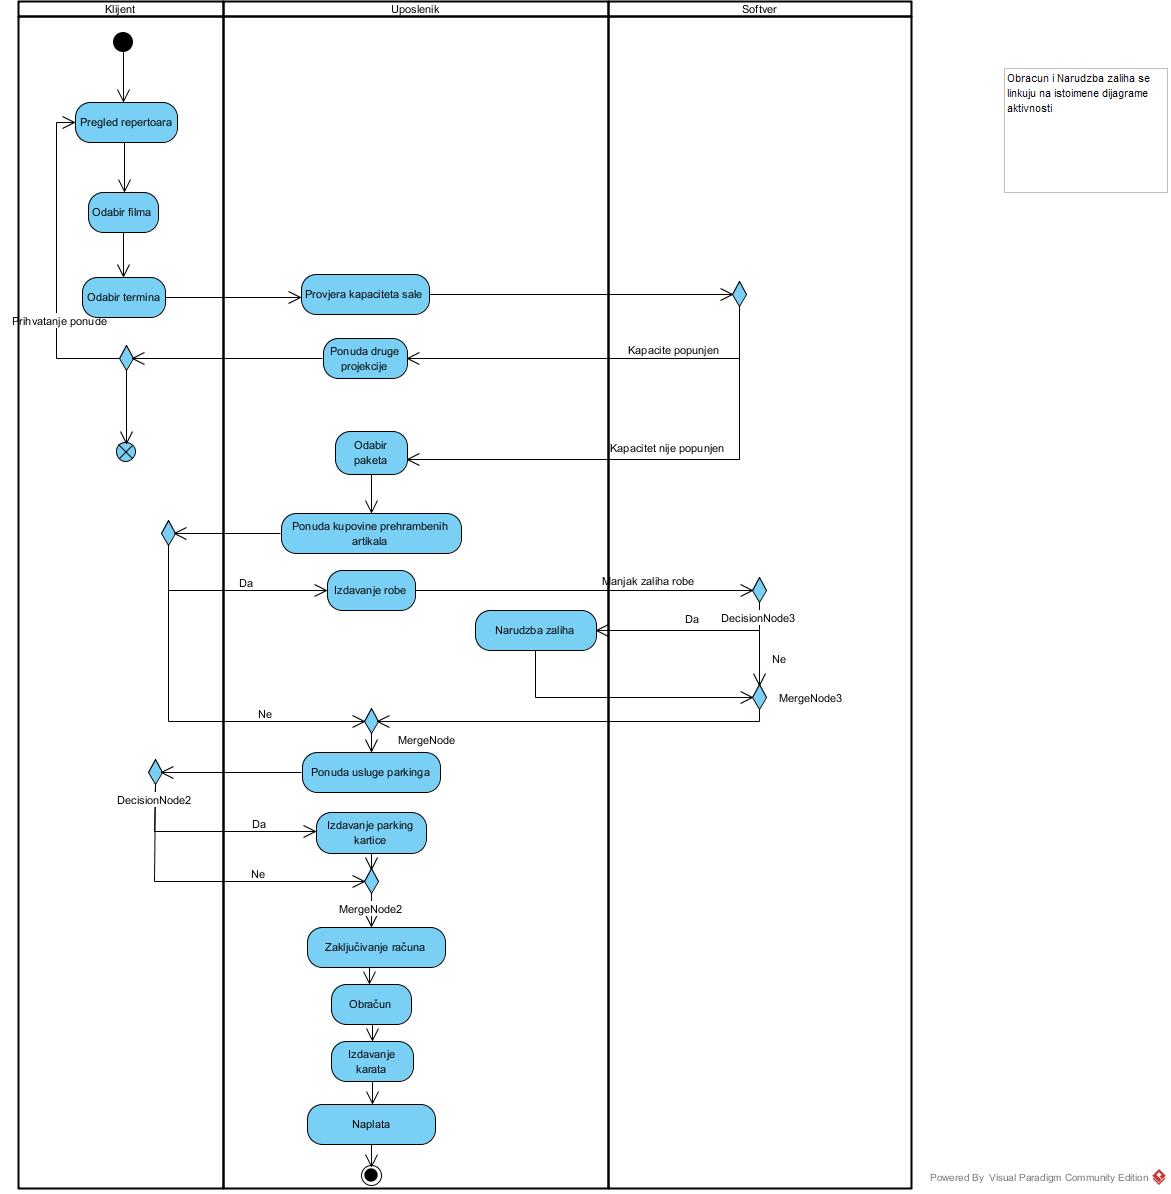 Klijent
Uposlenik
Softver
Obracun i Narudzba zaliha se
linkuju na istoimene dijagrame
aktivnosti
Pregled repertoara
Odabir filma
Odabir termina
Provjera kapaciteta sale
Prihvatanje ponude
Ponuda druge
projekcije
Kapacite popunjen
Odabir
paketa
Kapacitet nije popunjen
Ponuda kupovine prehrambenih
artikala
Da
Izdavanje robe
Manjak zaliha robe
Narudzba zaliha
Da
DecisionNode3
Ne
MergeNode3
Ne
MergeNode
Ponuda usluge parkinga
DecisionNode2
Da
Izdavanje parking
kartice
Ne
MergeNode2
Zaključivanje računa
Obračun
Izdavanje
karata
Naplata
Powered By Visual Paradigm Community Edition